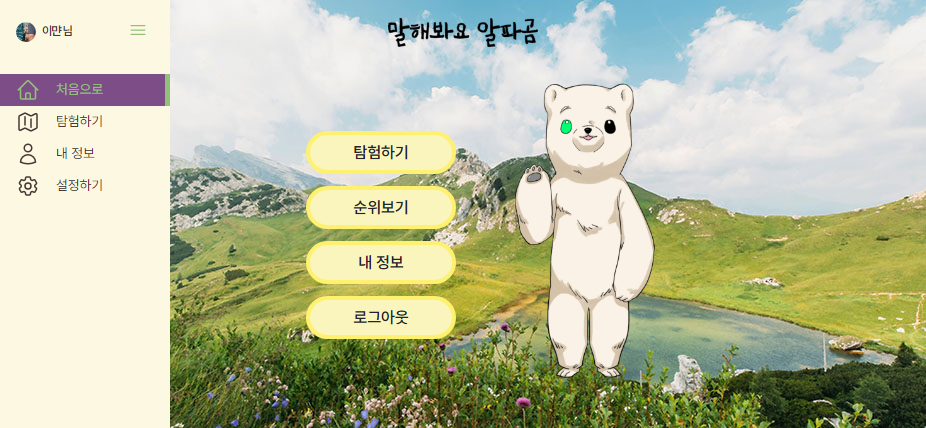 이먄님
처음으로
탐험하기
내 정보
설정하기
말해봐요 알따곰
탐험하기
순위보기
내 정보
로그아웃